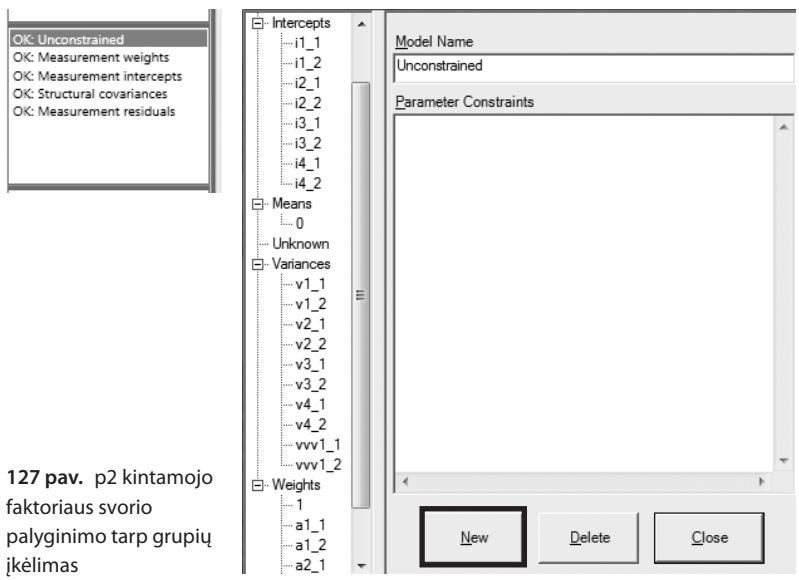 OK: Unconstrained
OK: Measurement weights
OK: Measurement intercepts
OK: Structural covariances
OK: Measurement residuals
Intercepts
i1_1
i1_2
i2_1
i2_2
i3_1
i3_2
i4_1
i4_2
Means
0
Unknown
Variances
v1_1
v1_2
v2_1
v2_2
v3_1
v3_2
v4_1
v4_2
vvv1_1
vvv1_2
Weights
1
a1_1
a1_2
a2_1
Model Name
Unconstrained
Parameter Constraints
New
Delete
Close
127 pav. p2 kintamojo
faktoriaus svorio
palyginimo tarp grupių
įkėlimas